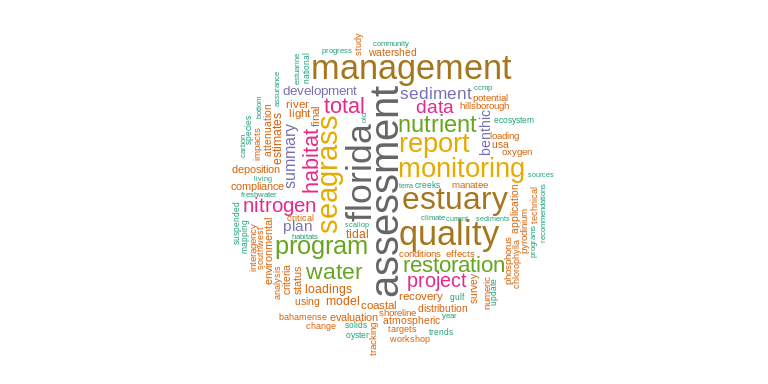 community
progress
study
watershed
management
estuarine
national
development
sediment
ccmp
potential
assurance
bottom
river
light
final
total
old
data
hillsborough
nutrient
ecosystem
carbon
species
impacts
attenuation
estimates
summary
habitat
seagrass
florida
assessment
report
benthic
loading
usa
oxygen
monitoring
deposition
living
compliance
freshwater
terra
creeks
manatee
sources
nitrogen
estuary
critical
plan
scallop
tidal
climate
current
sediments
application
technical
recommendations
suspended
mapping
interagency
southwest
environmental
habitats
program
quality
conditions
effects
pyrodinium
programs
phosphorus
chlorophylla
analysis
criteria
status
water
restoration
project
survey
numeric
update
loadings
using
model
coastal
recovery
gulf
distribution
bahamense
evaluation
shoreline
atmospheric
year
change
solids
targets
trends
oyster
tracking
workshop